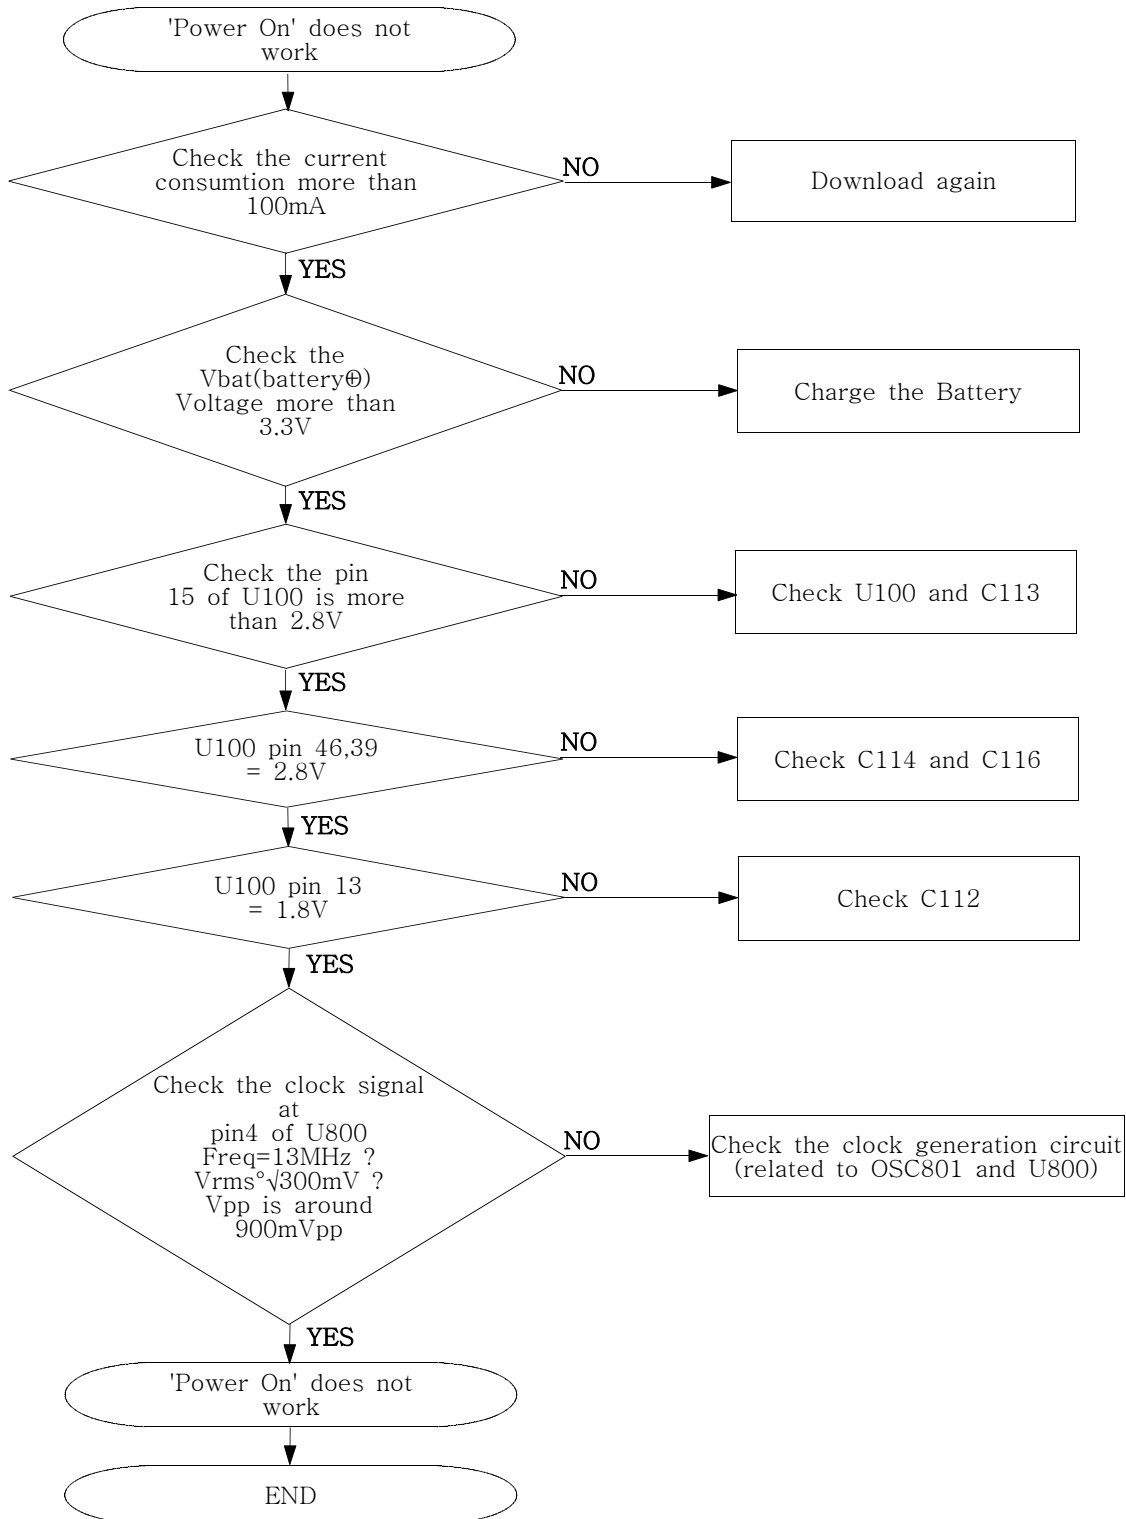 'Power On' does not
work
Check the current
consumtion more than
100mA
NO
Download again
YES
Check the
Vbat(battery⊕)
Voltage more than
3.3V
NO
Charge the Battery
YES
Check the pin
15 of U100 is more
than 2.8V
NO
Check U100 and C113
YES
U100 pin 46,39
= 2.8V
NO
Check C114 and C116
YES
U100 pin 13
= 1.8V
NO
Check C112
YES
Check the clock signal
at
pin4 of U800
Freq=13MHz ?
Vrms°√300mV ?
Vpp is around
900mVpp
NO
Check the clock generation circuit
(related to OSC801 and U800)
YES
'Power On' does not
work
END